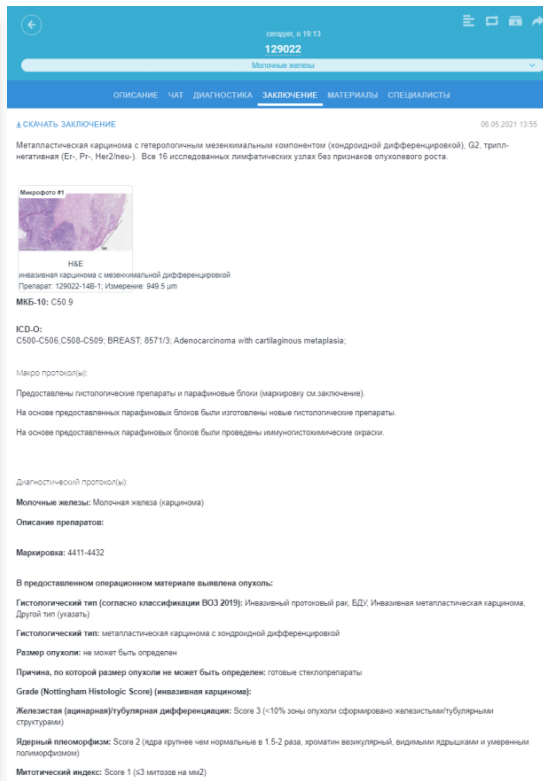 сегодня, в 19:13
129022
Молочные железы
ОПИСАНИЕ ЧАТ ДИАГНОСТИКА ЗАКЛЮЧЕНИЕ МАТЕРИАЛЫ СПЕЦИАЛИСТЫ
СКАЧАТЬ ЗАКЛЮЧЕНИЕ 06.05.2021 13:55
Метапластическая карцинома с гетерологичным мезенхимальным компонентом (хондроидной дифференцировкой), G2, трипл-
негативная (Er-, Pr-, Her2/neu-). Все 16 исследованных лимфатических узлах без признаков опухолевого роста.
Микрофото #1
H&E
инвазивная карцинома с мезенхимальной дифференцировкой
Препарат: 129022-14B-1; Измерение: 949.5 µm
МКБ-10: C50.9
ICD-O:
C500-C506,C508-C509; BREAST; 8571/3; Adenocarcinoma with cartilaginous metaplasia;
Макро протокол(ы):
Предоставлены гистологические препараты и парафиновые блоки (маркировку см.заключение).
На основе предоставленных парафиновых блоков были изготовлены новые гистологические препараты.
На основе предоставленных парафиновых блоков были проведены иммуногистохимические окраски.
Диагностический протокол(ы):
Молочные железы: Молочная железа (карцинома)
Описание препаратов:
Маркировка: 4411-4432
В предоставленном операционном материале выявлена опухоль:
Гистологический тип (согласно классификации ВОЗ 2019): Инвазивный протоковый рак, БДУ, Инвазивная метапластическая карцинома,
Другой тип (указать)
Гистологический тип: метапластическая карцинома с хондроидной дифференцировкой
Размер опухоли: не может быть определен
Причина, по которой размер опухоли не может быть определен: готовые стеклопрепараты
Grade (Nottingham Histologic Score) (инвазивная карцинома):
Железистая (ацинарная)/тубулярная дифференциация: Score 3 (<10% зоны опухоли сформировано железистыми/тубулярными
структурами)
Ядерный плеоморфизм: Score 2 (ядра крупнее чем нормальные в 1.5-2 раза, хроматин везикулярный, видимыми ядрышками и умеренным
полиморфизмом)
Митотический индекс: Score 1 (≤3 митозов на мм2)